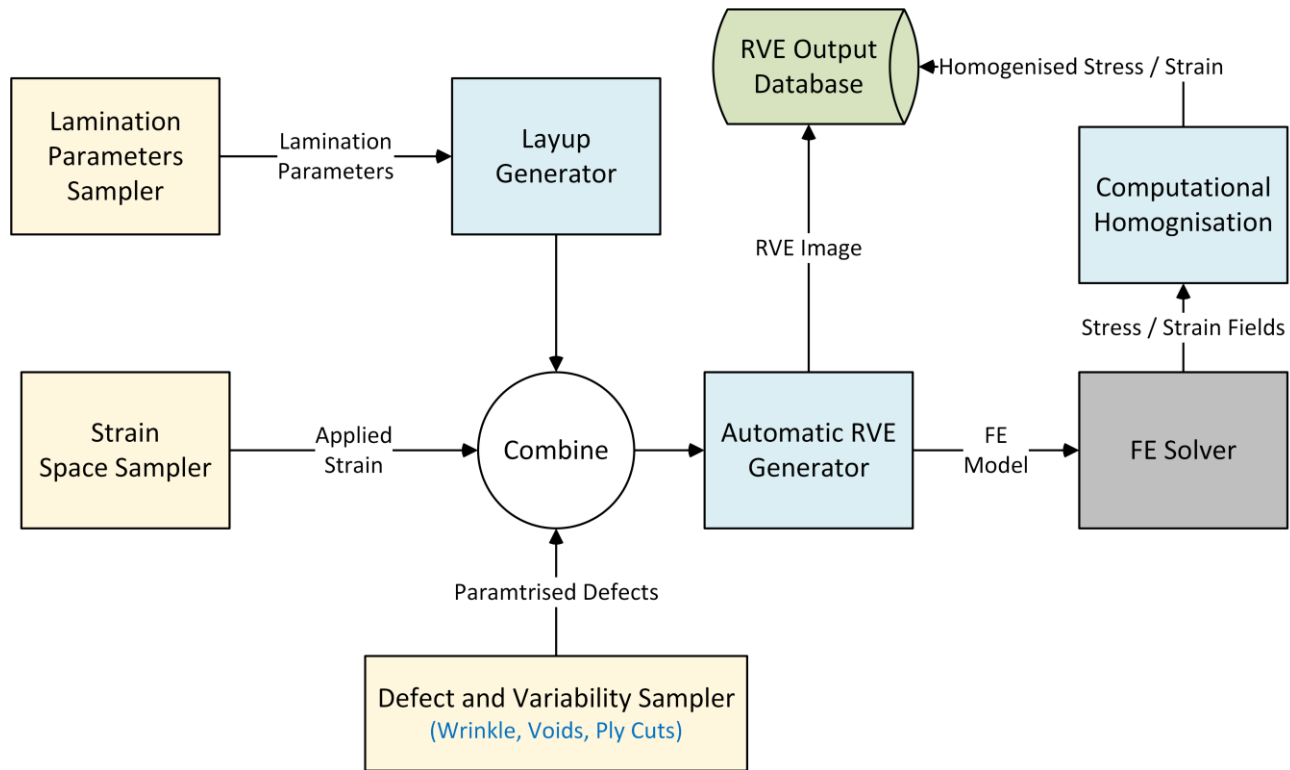 RVE Output
Database
Homogenised Stress / Strain
Lamination
Parameters
Sampler
Lamination
Parameters
Layup
Generator
Computational
Homognisation
RVE Image
Stress / Strain Fields
Strain
Space Sampler
Applied
Strain
Combine
Automatic RVE
Generator
FE
Model
FE Solver
Paramtrised Defects
Defect and Variability Sampler
(Wrinkle, Voids, Ply Cuts)